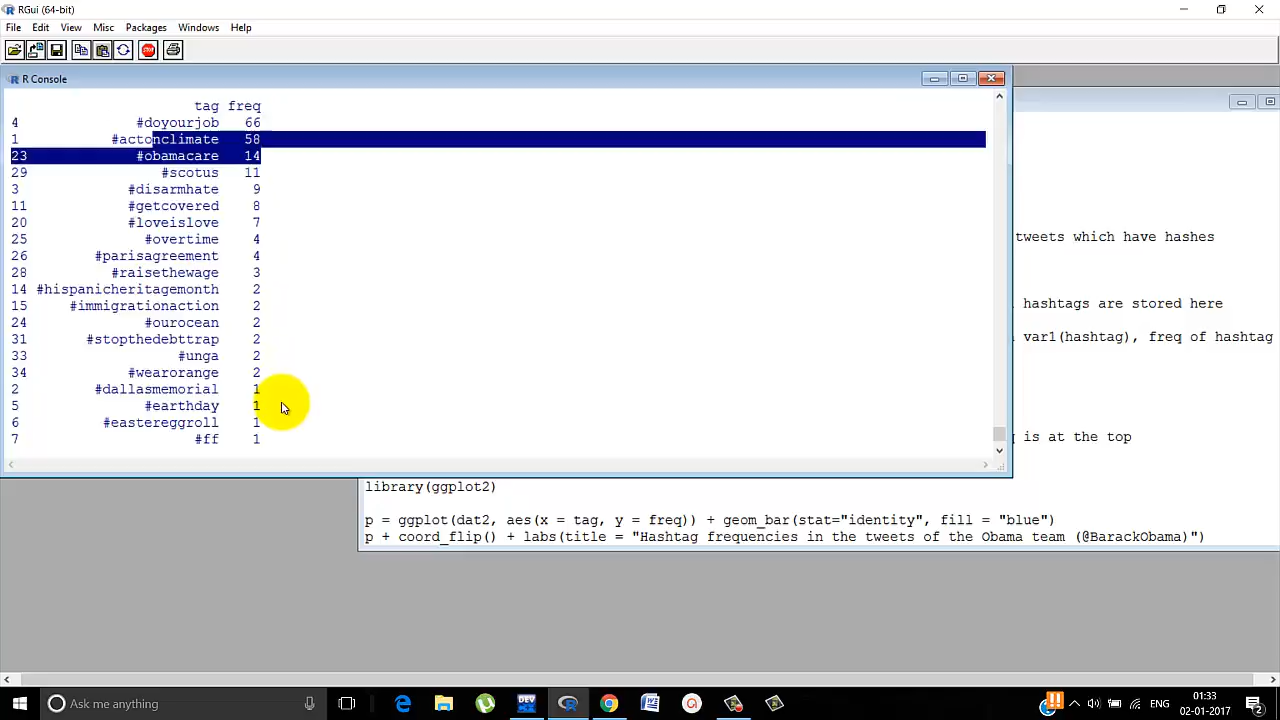 RGui (64-bit)
File Edit View Misc Packages Windows Help
STOP
R Console
tag freq
4 #doyourjob 66
1 #actonclimate 58
23 #obamacare 14
29 #scotus 11
3 #disarmhate 9
11 #getcovered 8
20 #loveislove 7
25 #overtime 4
26 #parisagreement 4
28 #raisethewage 3
14 #hispanicheritagemonth 2
15 #immigrationaction 2
24 #ourocean 2
31 #stopthedebttrap 2
33 #unga 2
34 #wearorange 2
2 #dallasmemorial 1
5 #earthday 1
6 #eastereggroll 1
7 #ff 1
tweets which have hashes
hashtags are stored here
var1(hashtag), freq of hashtag
is at the top
library(ggplot2)
p = ggplot(dat2, aes(x = tag, y = freq)) + geom_bar(stat="identity", fill = "blue")
p + coord_flip() + labs(title = "Hashtag frequencies in the tweets of the Obama team (@BarackObama)")
Ask me anything
DEV
ENG
01:33
02-01-2017
2